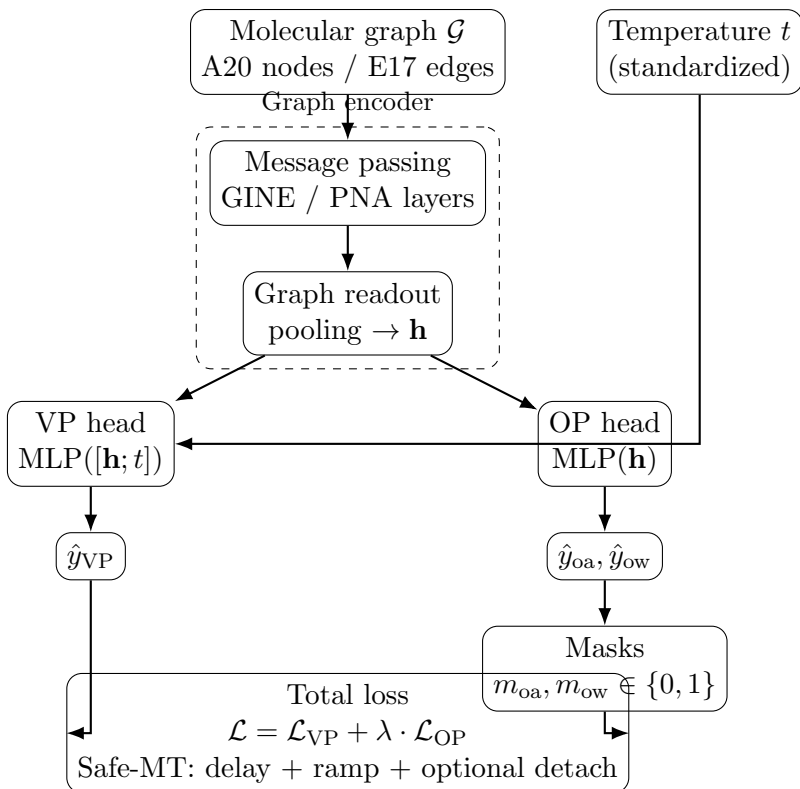 Molecular graph 𝒢
A20 nodes / E17 edges
Temperature t
(standardized)
Graph encoder
Message passing
GINE / PNA layers
Graph readout
pooling → h
VP head
MLP([h; t])
OP head
MLP(h)
ŷ_VP
ŷ_oa, ŷ_ow
Masks
m_oa, m_ow ∈ {0, 1}
Total loss
ℒ = ℒ_VP + λ · ℒ_OP
Safe-MT: delay + ramp + optional detach